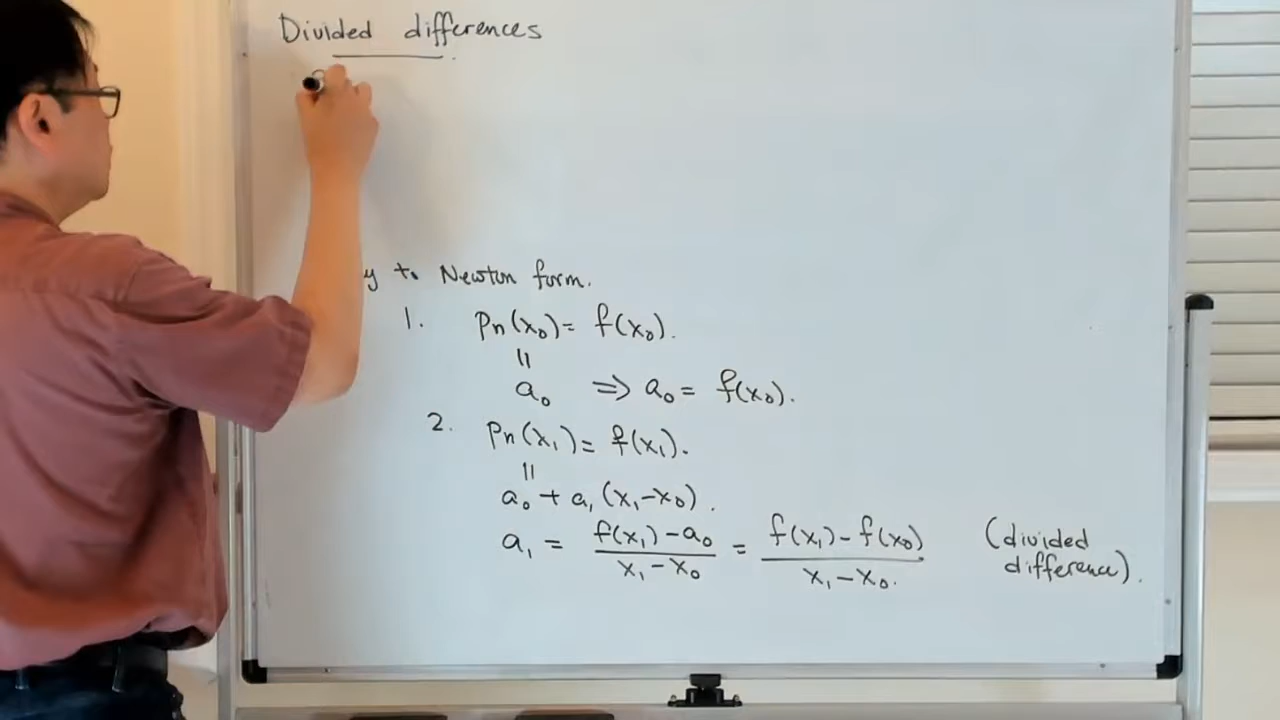 Divided differences
to Newton form.
1. Pn(x₀) = f(x₀).
||
a₀ ⇒ a₀ = f(x₀).
2. Pn(x₁) = f(x₁).
||
a₀ + a₁(x₁-x₀).
a₁ = (f(x₁) - a₀)/(x₁ - x₀) = (f(x₁) - f(x₀))/(x₁ - x₀). (divided
difference).